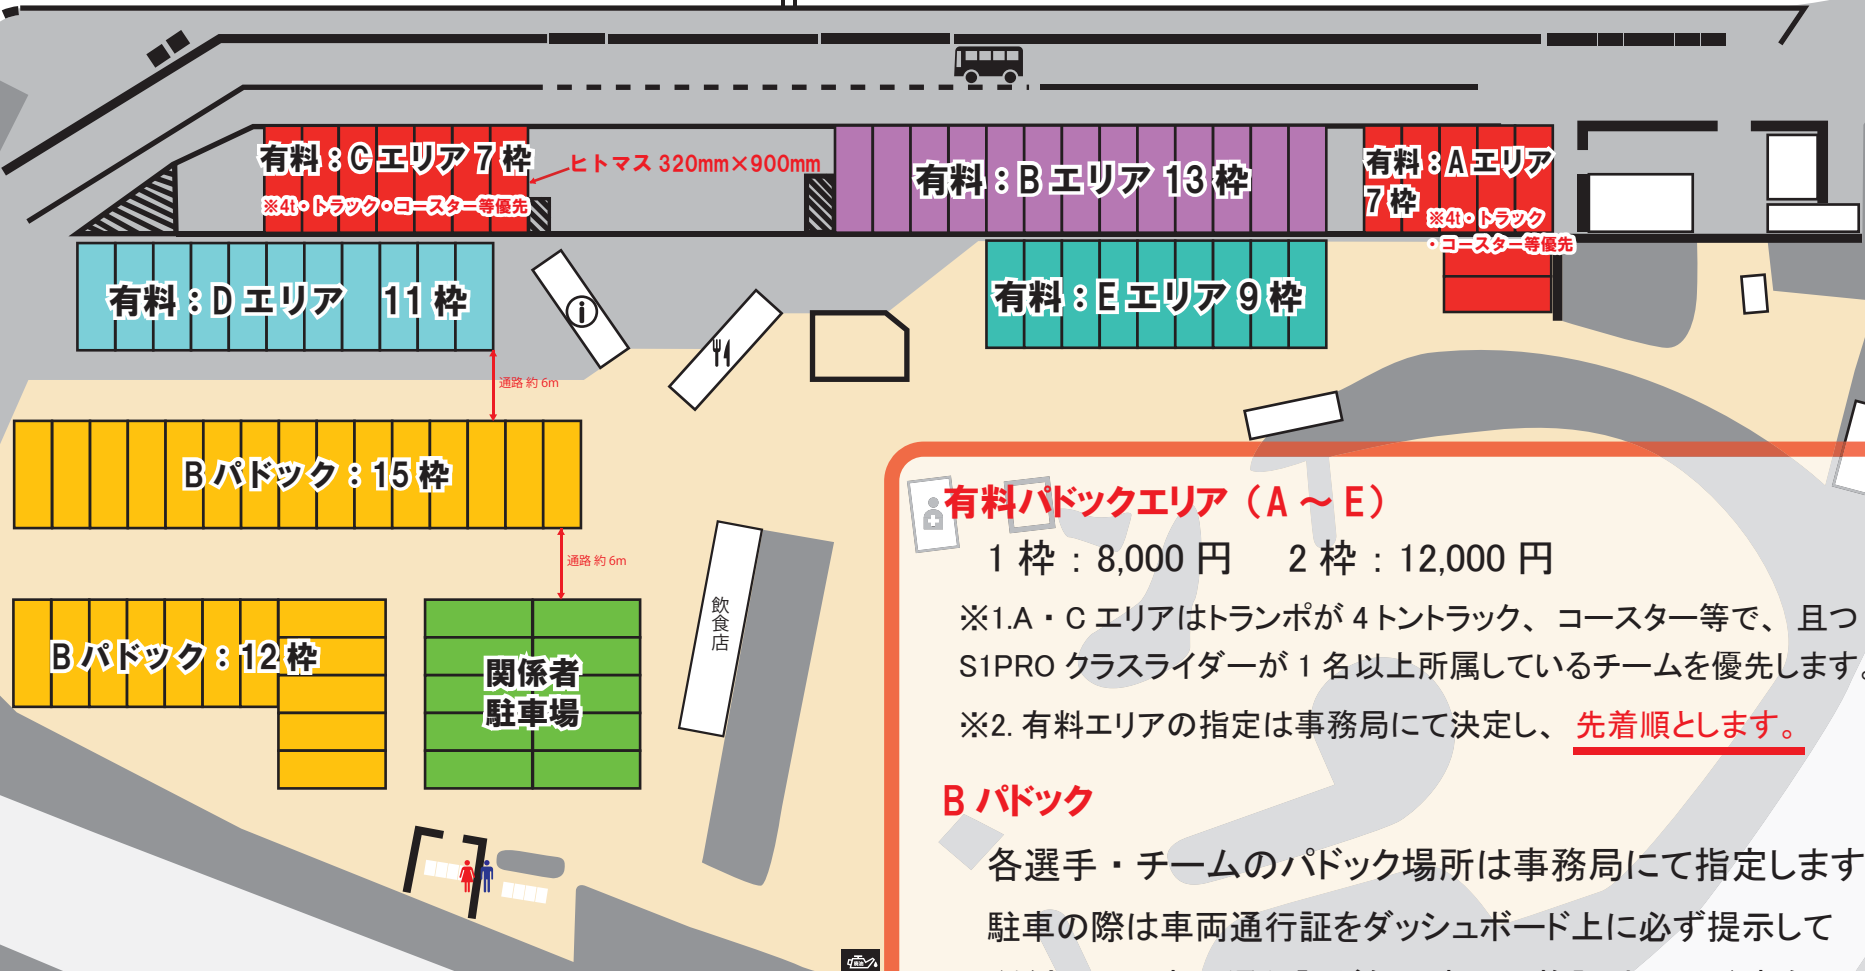 有料：Cエリア 7枠
※4t・トラック・コースター等優先
ヒトマス 320mm×900mm
有料：Bエリア 13枠
有料：Aエリア
7枠
※4t・トラック
・コースター等優先
有料：Dエリア　11枠
有料：Eエリア 9枠
通路 約 6m
Bパドック：15枠
通路 約 6m
Bパドック：12枠
関係者
駐車場
飲食店
有料パドックエリア（A～E）
1 枠：8,000 円　2 枠：12,000 円
※1.A・C エリアはトランポが 4 トントラック、コースター等で、且つ
S1PRO クラスライダーが 1 名以上所属しているチームを優先します。
※2. 有料エリアの指定は事務局にて決定し、先着順とします。
B パドック
各選手・チームのパドック場所は事務局にて指定します
駐車の際は車両通行証をダッシュボード上に必ず提示して